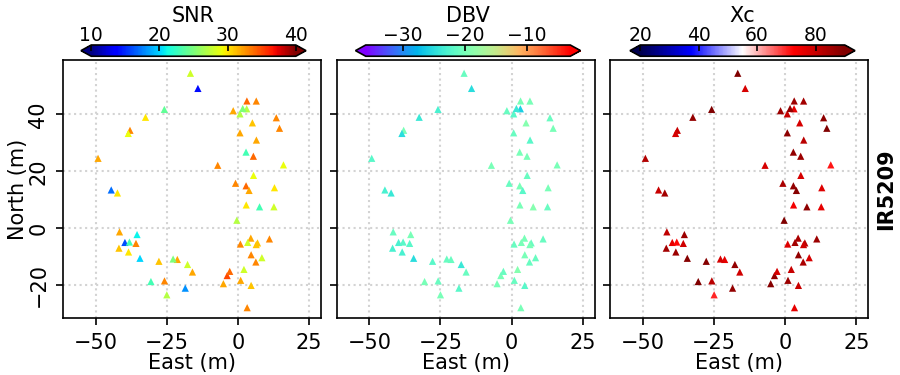 SNR DBV Xc
10 20 30 40 −30 −20 −10 20 40 60 80
North (m)
40
20
0
−20
IR5209
−50 −25 0 25 −50 −25 0 25 −50 −25 0 25
East (m) East (m) East (m)